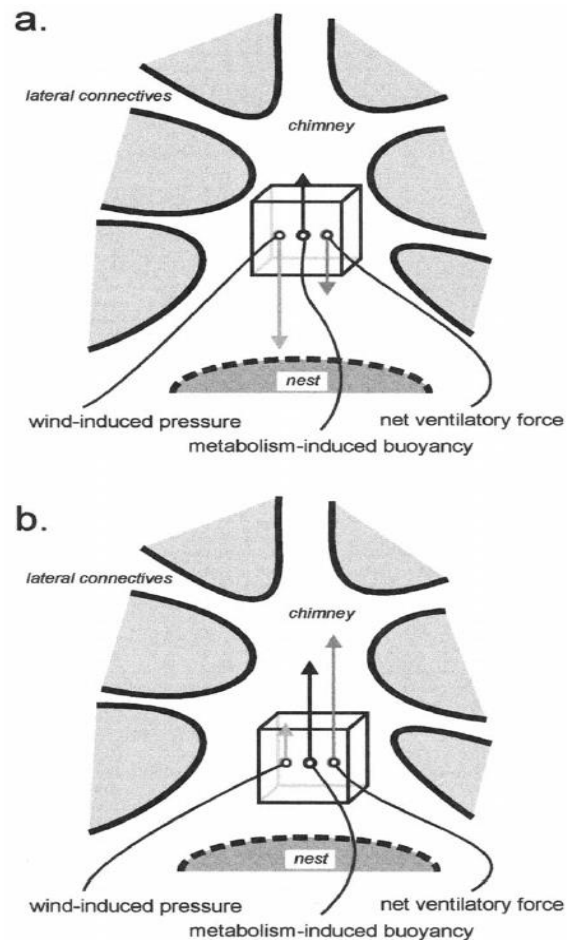 a.
lateral connectives
chimney
nest
wind-induced pressure
net ventilatory force
metabolism-induced buoyancy
b.
lateral connectives
chimney
nest
wind-induced pressure
net ventilatory force
metabolism-induced buoyancy